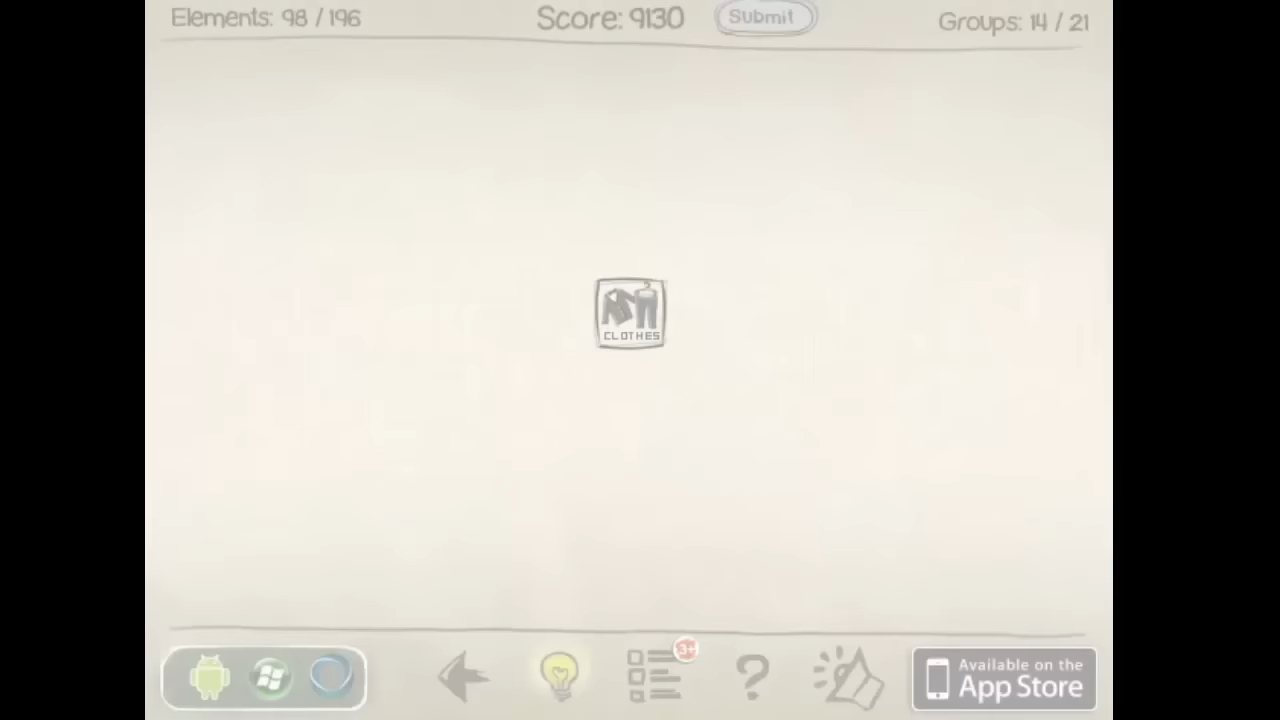 Elements: 98 / 196
Score: 9130
Submit
Groups: 14 / 21
CLOTHES
3+
?
Available on the
App Store